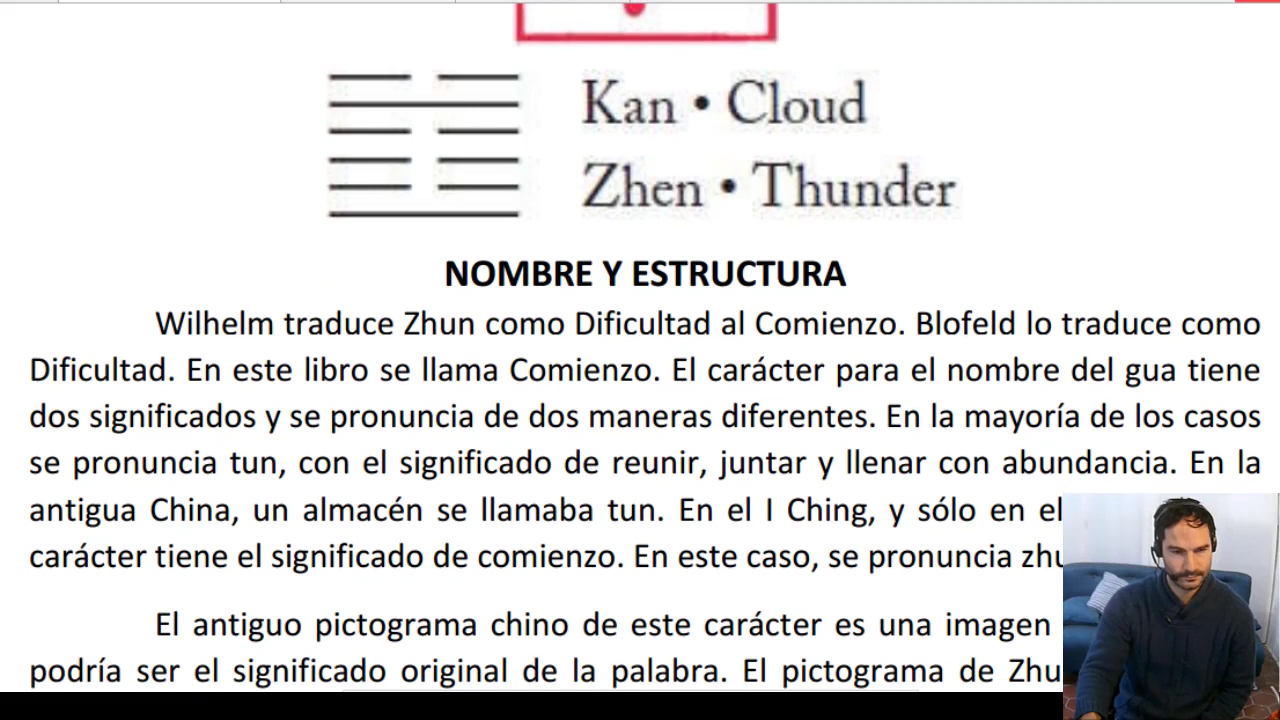 Kan • Cloud
Zhen • Thunder
NOMBRE Y ESTRUCTURA
Wilhelm traduce Zhun como Dificultad al Comienzo. Blofeld lo traduce como
Dificultad. En este libro se llama Comienzo. El carácter para el nombre del gua tiene
dos significados y se pronuncia de dos maneras diferentes. En la mayoría de los casos
se pronuncia tun, con el significado de reunir, juntar y llenar con abundancia. En la
antigua China, un almacén se llamaba tun. En el I Ching, y sólo en el
carácter tiene el significado de comienzo. En este caso, se pronuncia
El antiguo pictograma chino de este carácter es una imagen
podría ser el significado original de la palabra. El pictograma de